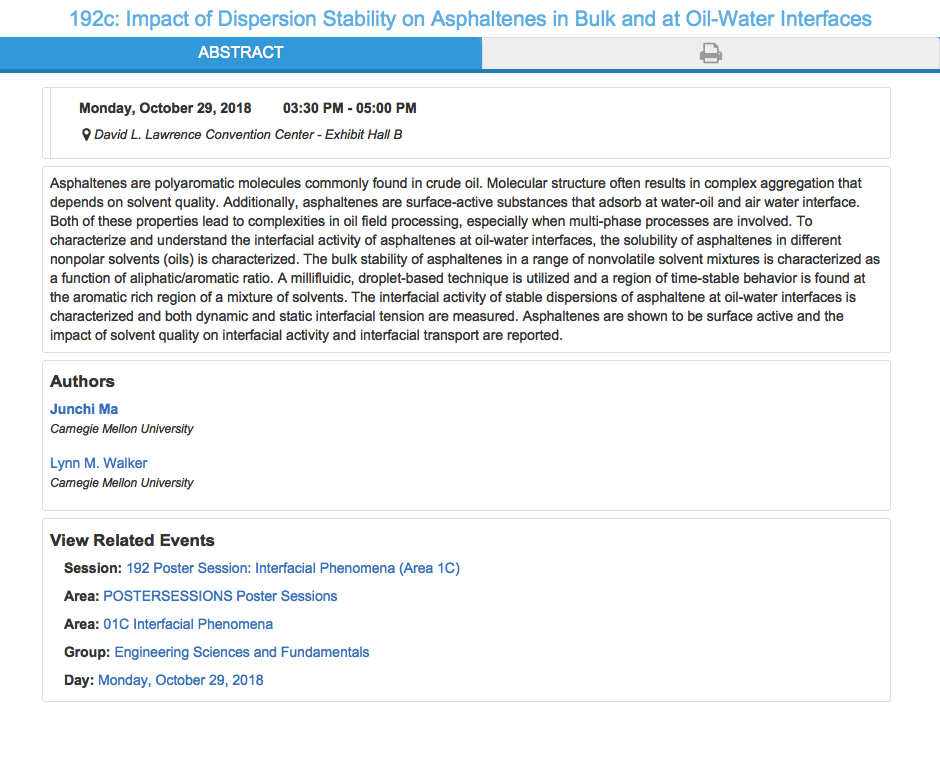 192c: Impact of Dispersion Stability on Asphaltenes in Bulk and at Oil-Water Interfaces
ABSTRACT
Monday, October 29, 2018 03:30 PM - 05:00 PM
David L. Lawrence Convention Center - Exhibit Hall B
Asphaltenes are polyaromatic molecules commonly found in crude oil. Molecular structure often results in complex aggregation that
depends on solvent quality. Additionally, asphaltenes are surface-active substances that adsorb at water-oil and air water interface.
Both of these properties lead to complexities in oil field processing, especially when multi-phase processes are involved. To
characterize and understand the interfacial activity of asphaltenes at oil-water interfaces, the solubility of asphaltenes in different
nonpolar solvents (oils) is characterized. The bulk stability of asphaltenes in a range of nonvolatile solvent mixtures is characterized as
a function of aliphatic/aromatic ratio. A millifluidic, droplet-based technique is utilized and a region of time-stable behavior is found at
the aromatic rich region of a mixture of solvents. The interfacial activity of stable dispersions of asphaltene at oil-water interfaces is
characterized and both dynamic and static interfacial tension are measured. Asphaltenes are shown to be surface active and the
impact of solvent quality on interfacial activity and interfacial transport are reported.
Authors
Junchi Ma
Carnegie Mellon University
Lynn M. Walker
Carnegie Mellon University
View Related Events
Session: 192 Poster Session: Interfacial Phenomena (Area 1C)
Area: POSTERSESSIONS Poster Sessions
Area: 01C Interfacial Phenomena
Group: Engineering Sciences and Fundamentals
Day: Monday, October 29, 2018